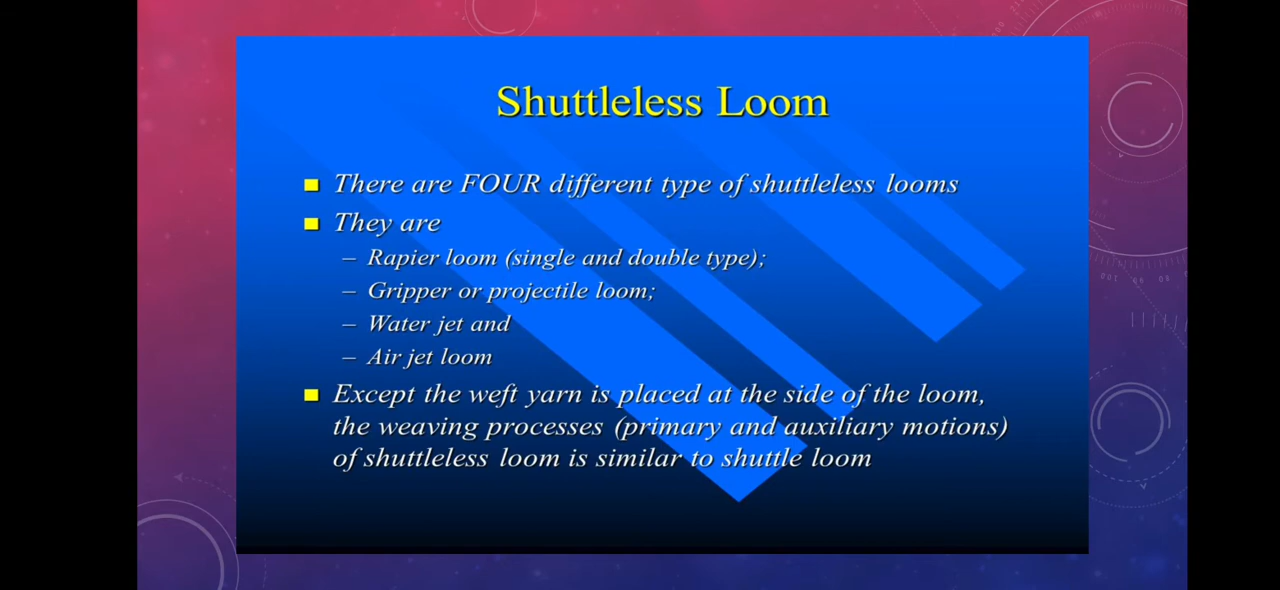 Shuttleless Loom
There are FOUR different type of shuttleless looms
They are
– Rapier loom (single and double type);
– Gripper or projectile loom;
– Water jet and
– Air jet loom
Except the weft yarn is placed at the side of the loom,
the weaving processes (primary and auxiliary motions)
of shuttleless loom is similar to shuttle loom